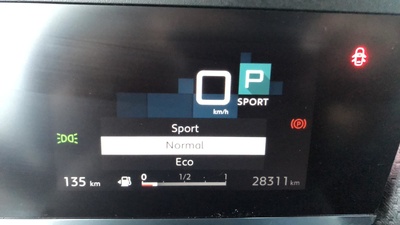 P
0
km/h
SPORT
Sport
(P)
Normal
Eco
135 km
0 1/2 1
28311 km